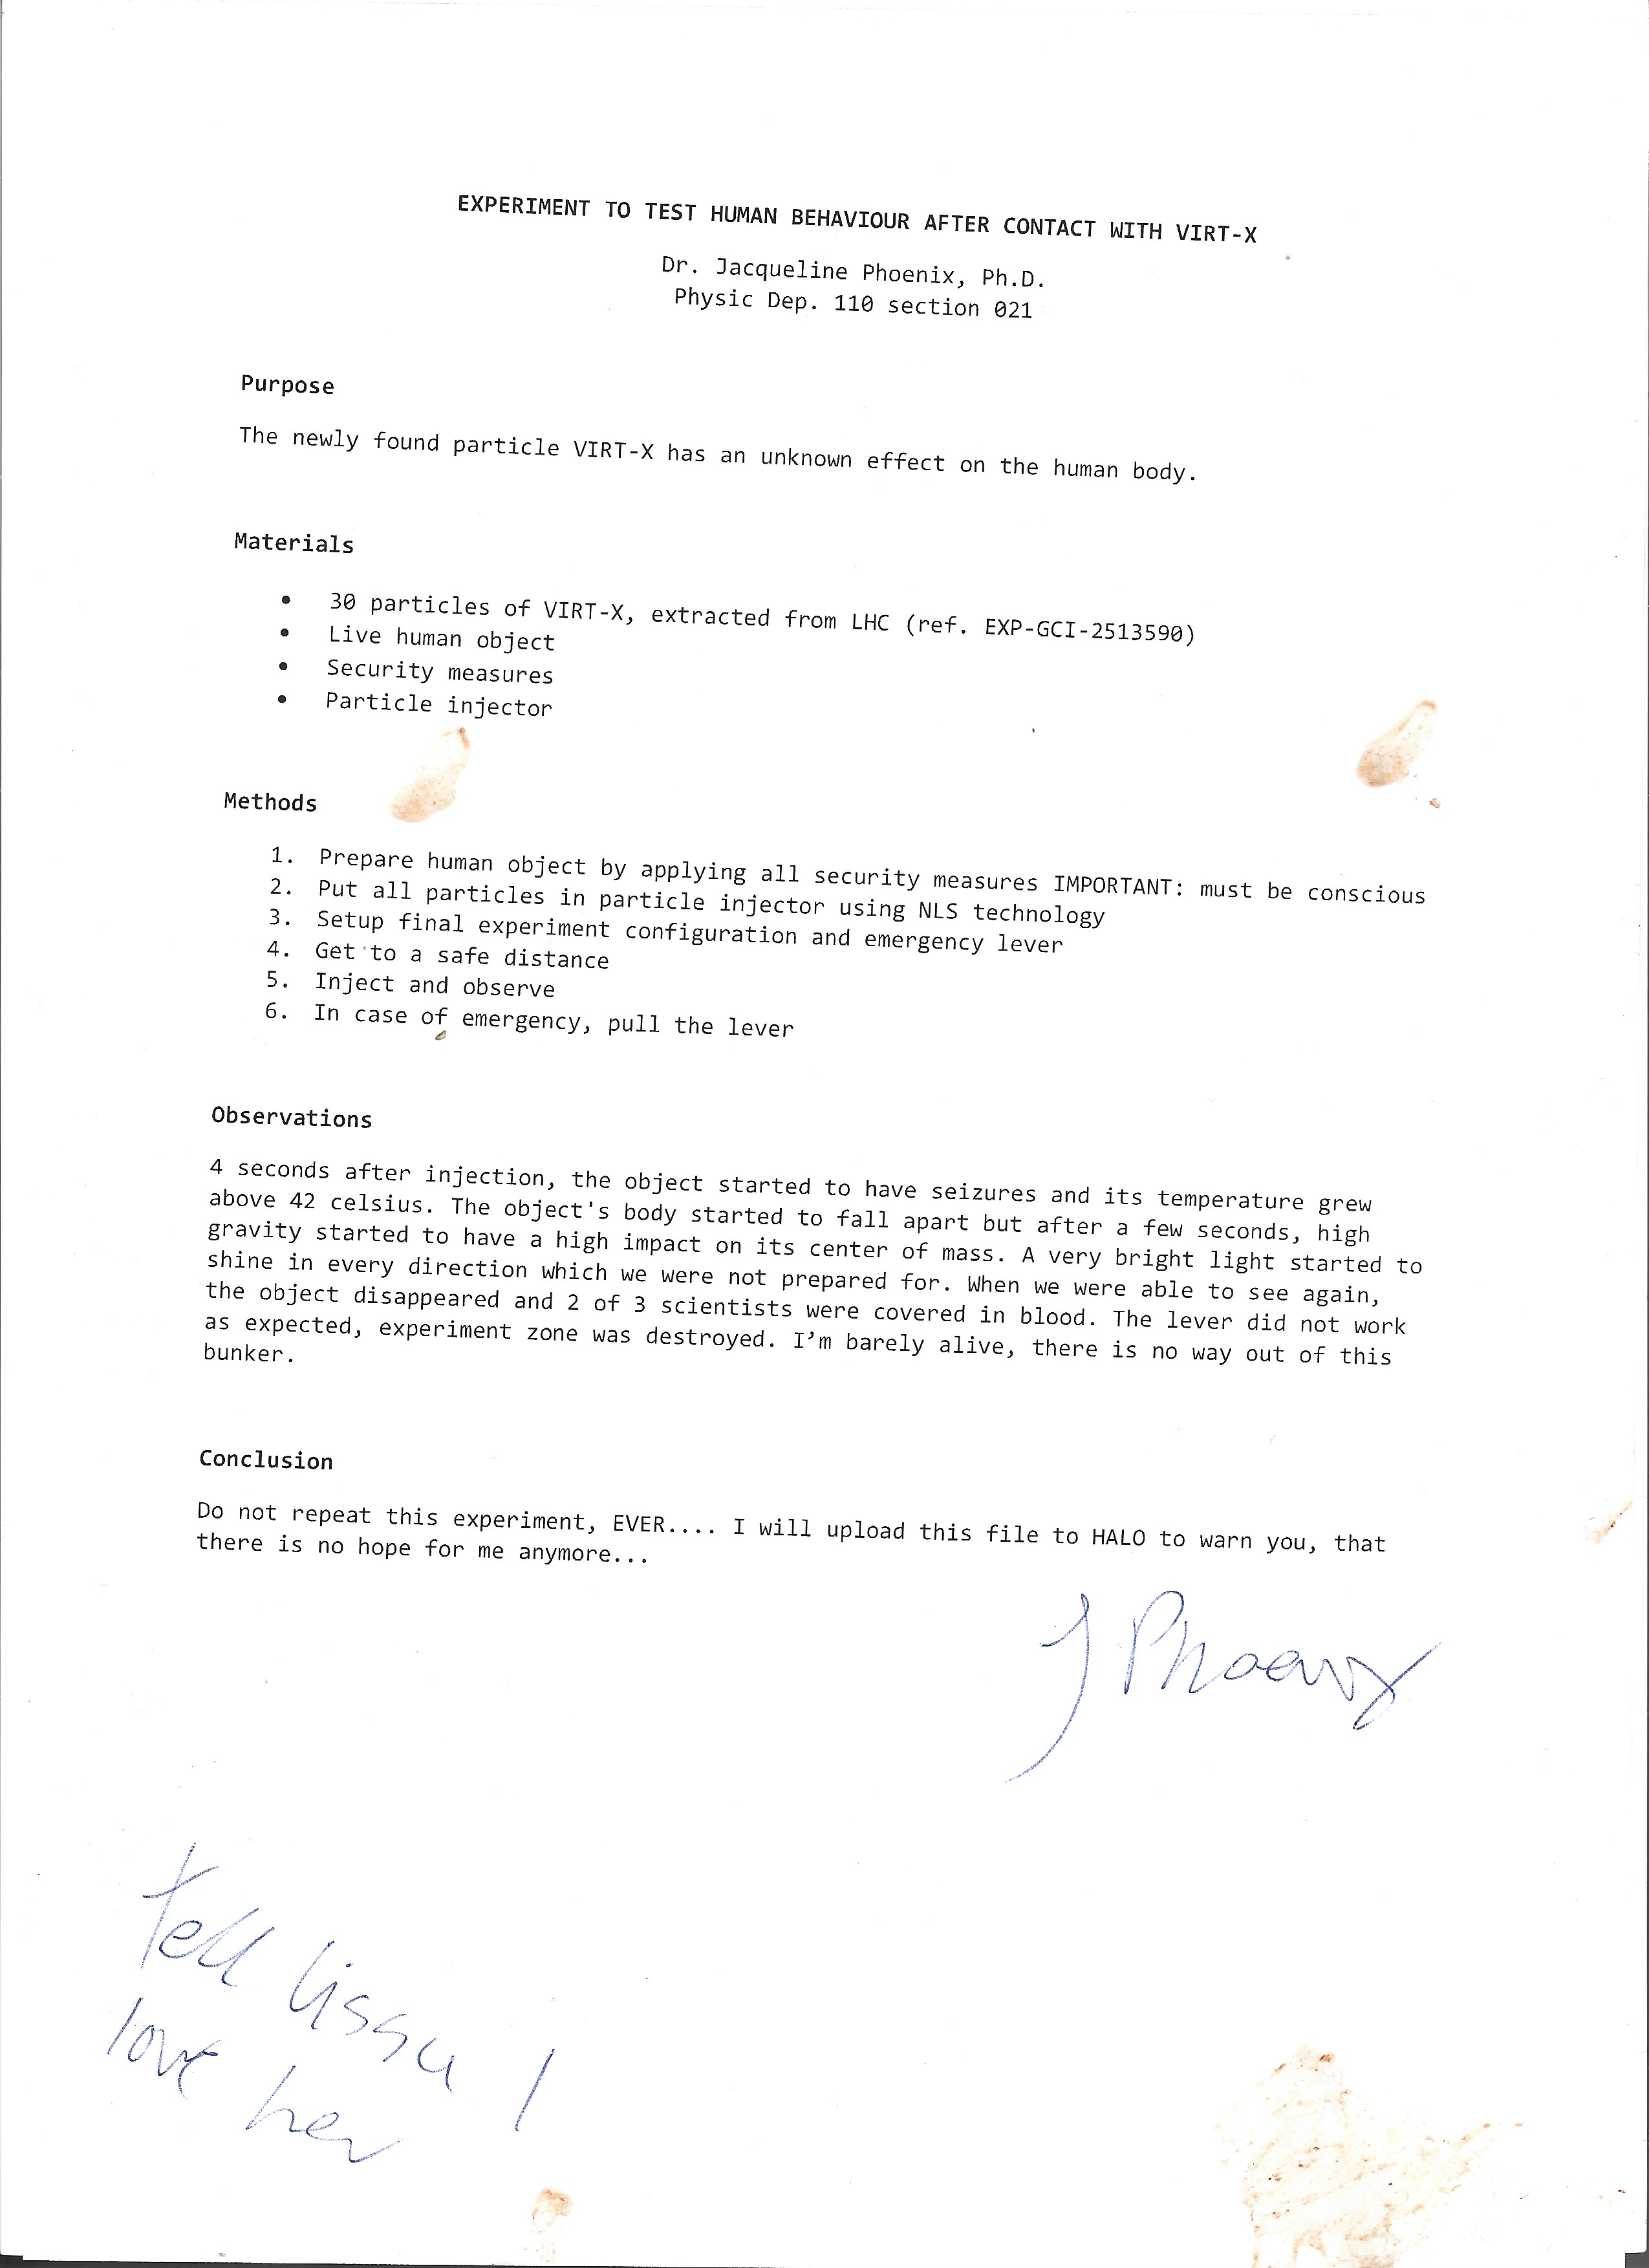 EXPERIMENT TO TEST HUMAN BEHAVIOUR AFTER CONTACT WITH VIRT-X
Dr. Jacqueline Phoenix, Ph.D.
Physic Dep. 110 section 021
Purpose
The newly found particle VIRT-X has an unknown effect on the human body.
Materials
• 30 particles of VIRT-X, extracted from LHC (ref. EXP-GCI-2513590)
• Live human object
• Security measures
• Particle injector
Methods
1. Prepare human object by applying all security measures IMPORTANT: must be conscious
2. Put all particles in particle injector using NLS technology
3. Setup final experiment configuration and emergency lever
4. Get to a safe distance
5. Inject and observe
6. In case of emergency, pull the lever
Observations
4 seconds after injection, the object started to have seizures and its temperature grew
above 42 celsius. The object's body started to fall apart but after a few seconds, high
gravity started to have a high impact on its center of mass. A very bright light started to
shine in every direction which we were not prepared for. When we were able to see again,
the object disappeared and 2 of 3 scientists were covered in blood. The lever did not work
as expected, experiment zone was destroyed. I’m barely alive, there is no way out of this
bunker.
Conclusion
Do not repeat this experiment, EVER.... I will upload this file to HALO to warn you, that
there is no hope for me anymore...
J Phoenix
tell lissa I
love her